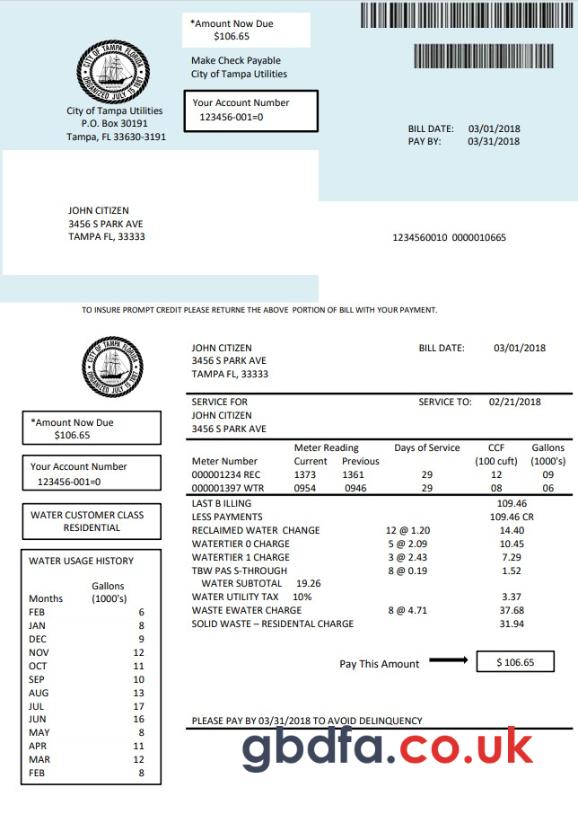 *Amount Now Due
$106.65
Make Check Payable
City of Tampa Utilities
Your Account Number
123456-001=0
CITY OF TAMPA, FLORIDA
ORGANIZED JULY 15 1887
City of Tampa Utilities
P.O. Box 30191
Tampa, FL 33630-3191
BILL DATE: 03/01/2018
PAY BY: 03/31/2018
JOHN CITIZEN
3456 S PARK AVE
TAMPA FL, 33333
1234560010 0000010665
TO INSURE PROMPT CREDIT PLEASE RETURNE THE ABOVE PORTION OF BILL WITH YOUR PAYMENT.
CITY OF TAMPA, FLORIDA
ORGANIZED JULY 15 1887
JOHN CITIZEN
3456 S PARK AVE
TAMPA FL, 33333
BILL DATE: 03/01/2018
SERVICE FOR
JOHN CITIZEN
3456 S PARK AVE
SERVICE TO: 02/21/2018
*Amount Now Due
$106.65
Your Account Number
123456-001=0
WATER CUSTOMER CLASS
RESIDENTIAL
WATER USAGE HISTORY
Gallons
Months (1000's)
FEB 6
JAN 8
DEC 9
NOV 12
OCT 11
SEP 10
AUG 13
JUL 17
JUN 16
MAY 8
APR 11
MAR 12
FEB 8
Meter Reading Days of Service CCF Gallons
Meter Number Current Previous (100 cuft) (1000's)
000001234 REC 1373 1361 29 12 09
000001397 WTR 0954 0946 29 08 06
LAST B ILLING 109.46
LESS PAYMENTS 109.46 CR
RECLAIMED WATER CHANGE 12 @ 1.20 14.40
WATERTIER 0 CHARGE 5 @ 2.09 10.45
WATERTIER 1 CHARGE 3 @ 2.43 7.29
TBW PAS S-THROUGH 8 @ 0.19 1.52
WATER SUBTOTAL 19.26
WATER UTILITY TAX 10% 3.37
WASTE EWATER CHARGE 8 @ 4.71 37.68
SOLID WASTE – RESIDENTAL CHARGE 31.94
Pay This Amount $ 106.65
PLEASE PAY BY 03/31/2018 TO AVOID DELINQUENCY
gbdfa.co.uk